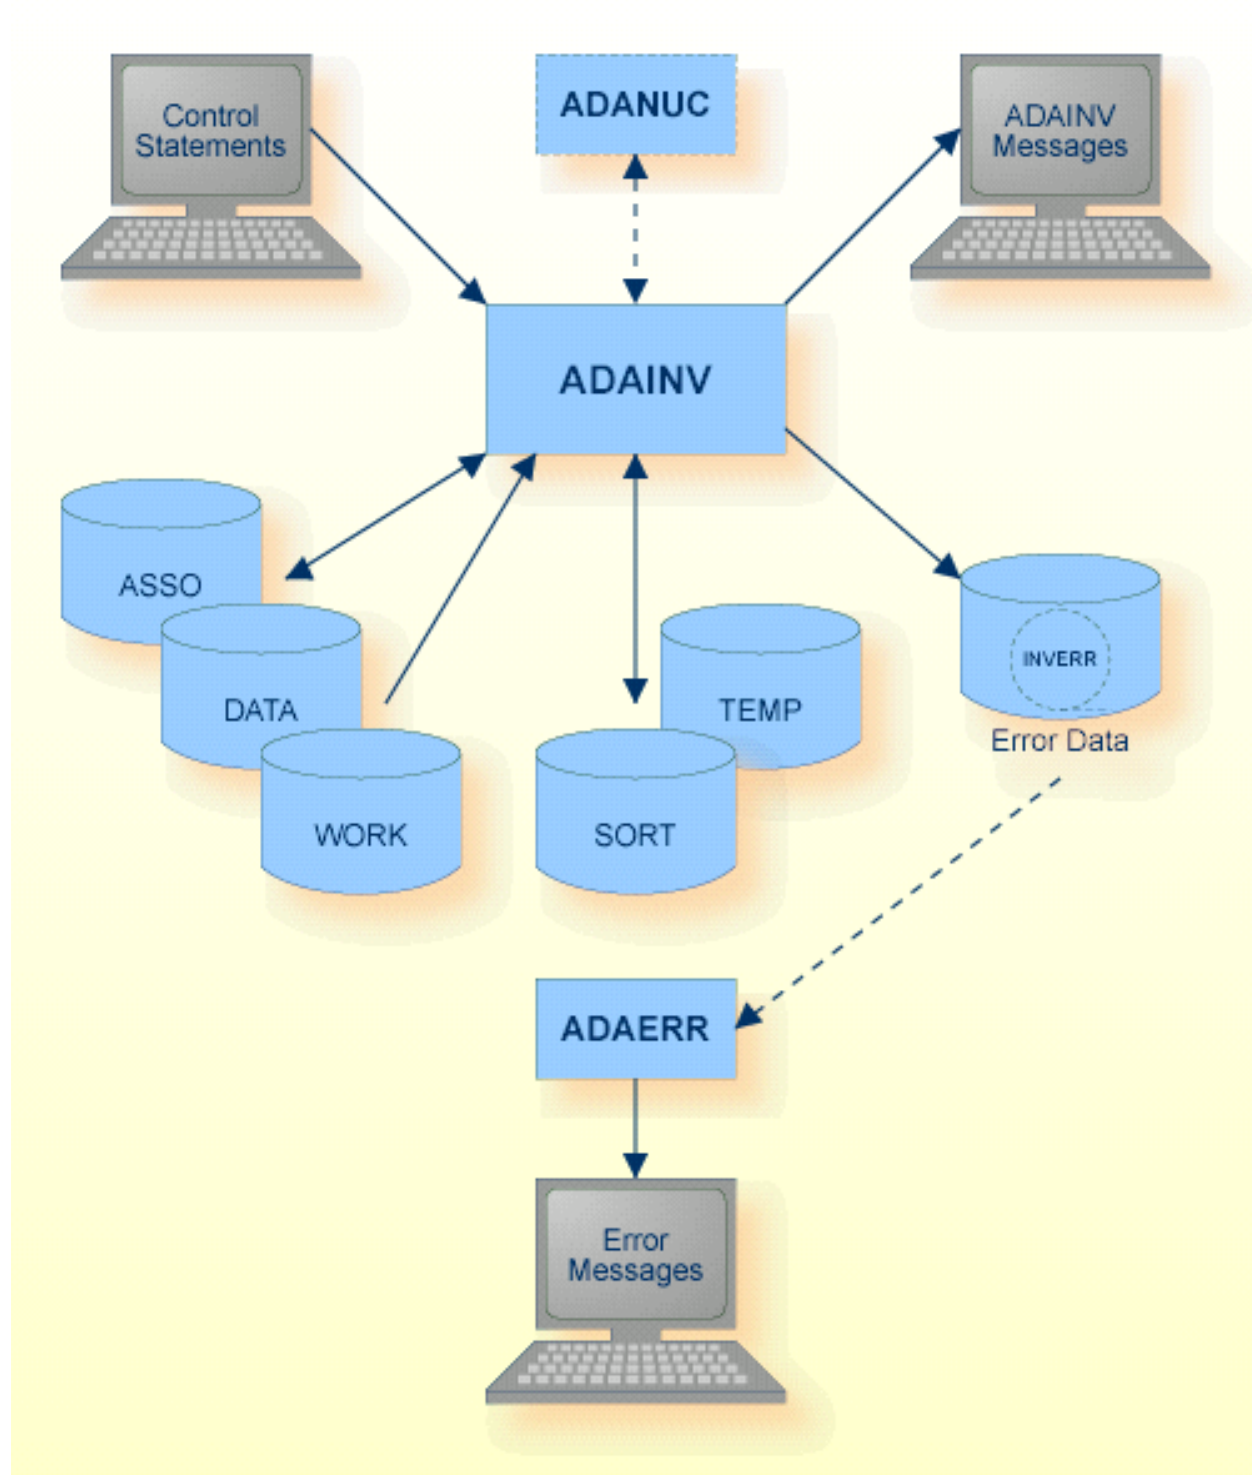 Control
Statements
ADANUC
ADAINV
Messages
ADAINV
ASSO
DATA
WORK
TEMP
SORT
INVERR
Error Data
ADAERR
Error
Messages